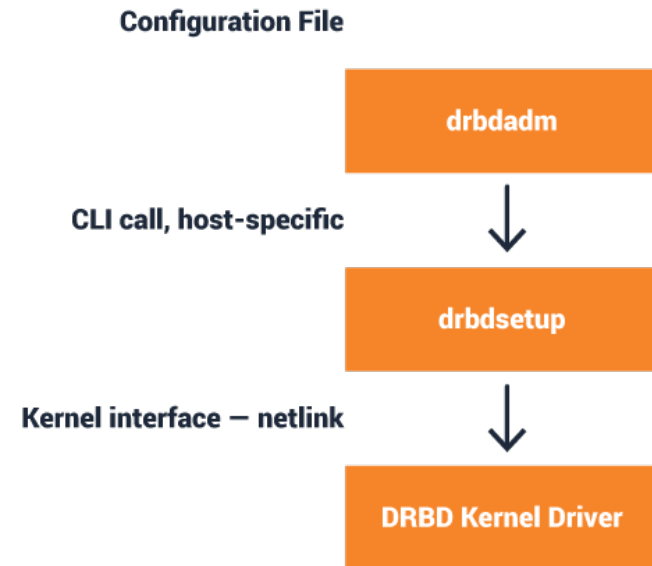 Configuration File
drbdadm
CLI call, host-specific
drbdsetup
Kernel interface — netlink
DRBD Kernel Driver